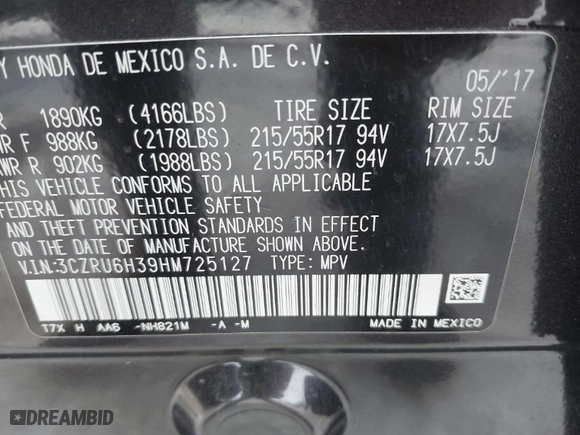 Y HONDA DE MEXICO S.A. DE C.V.
05/'17
R 1890KG (4166LBS) TIRE SIZE RIM SIZE
WR F 988KG (2178LBS) 215/55R17 94V 17X7.5J
WR R 902KG (1988LBS) 215/55R17 94V 17X7.5J
THIS VEHICLE CONFORMS TO ALL APPLICABLE
FEDERAL MOTOR VEHICLE SAFETY
AND THEFT PREVENTION STANDARDS IN EFFECT
ON THE DATE OF MANUFACTURE SHOWN ABOVE.
V.I.N:3CZRU6H39HM725127 TYPE: MPV
T7X H AA6 -NH821M -A -M
MADE IN MEXICO
DREAMBID